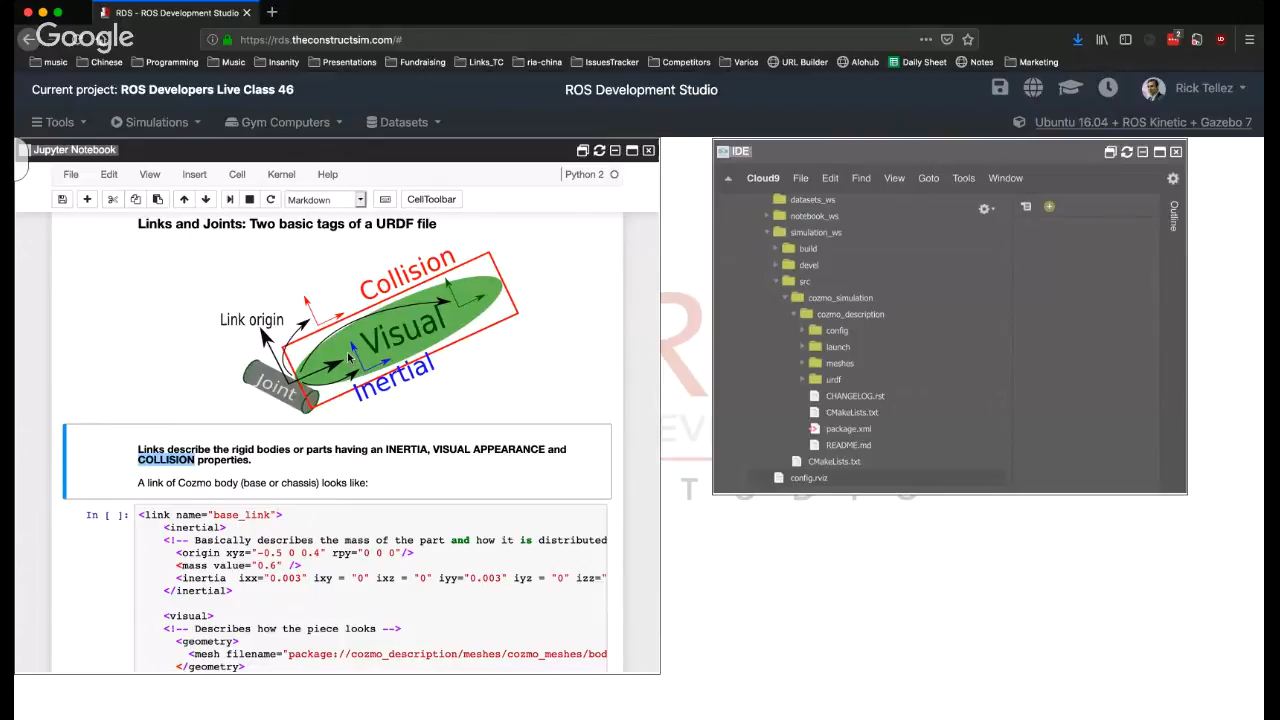 RDS - ROS Development Studio
Google
https://rds.theconstructsim.com/#
2
music
Chinese
Programming
Music
Insanity
Presentations
Fundraising
Links_TC
ria-china
IssuesTracker
Competitors
Varios
URL Builder
Alohub
Daily Sheet
Notes
Marketing
Current project: ROS Developers Live Class 46
ROS Development Studio
Rick Tellez
Tools
Simulations
Gym Computers
Datasets
Ubuntu 16.04 + ROS Kinetic + Gazebo 7
Jupyter Notebook
File Edit View Insert Cell Kernel Help
Python 2
Markdown
CellToolbar
Links and Joints: Two basic tags of a URDF file
Collision
Link origin
Visual
Joint
Inertial
Links describe the rigid bodies or parts having an INERTIA, VISUAL APPEARANCE and
COLLISION properties.
A link of Cozmo body (base or chassis) looks like:
In [ ]:
<link name="base_link">
<inertial>
<!-- Basically describes the mass of the part and how it is distributed
<origin xyz="-0.5 0 0.4" rpy="0 0 0"/>
<mass value="0.6" />
<inertia ixx="0.003" ixy = "0" ixz = "0" iyy="0.003" iyz = "0" izz="
</inertial>
<visual>
<!-- Describes how the piece looks -->
<geometry>
<mesh filename="package://cozmo_description/meshes/cozmo_meshes/bod
</geometry>
IDE
Cloud9 File Edit Find View Goto Tools Window
datasets_ws
notebook_ws
simulation_ws
build
devel
src
cozmo_simulation
cozmo_description
config
launch
meshes
urdf
CHANGELOG.rst
CMakeLists.txt
package.xml
README.md
CMakeLists.txt
config.rviz
Outline